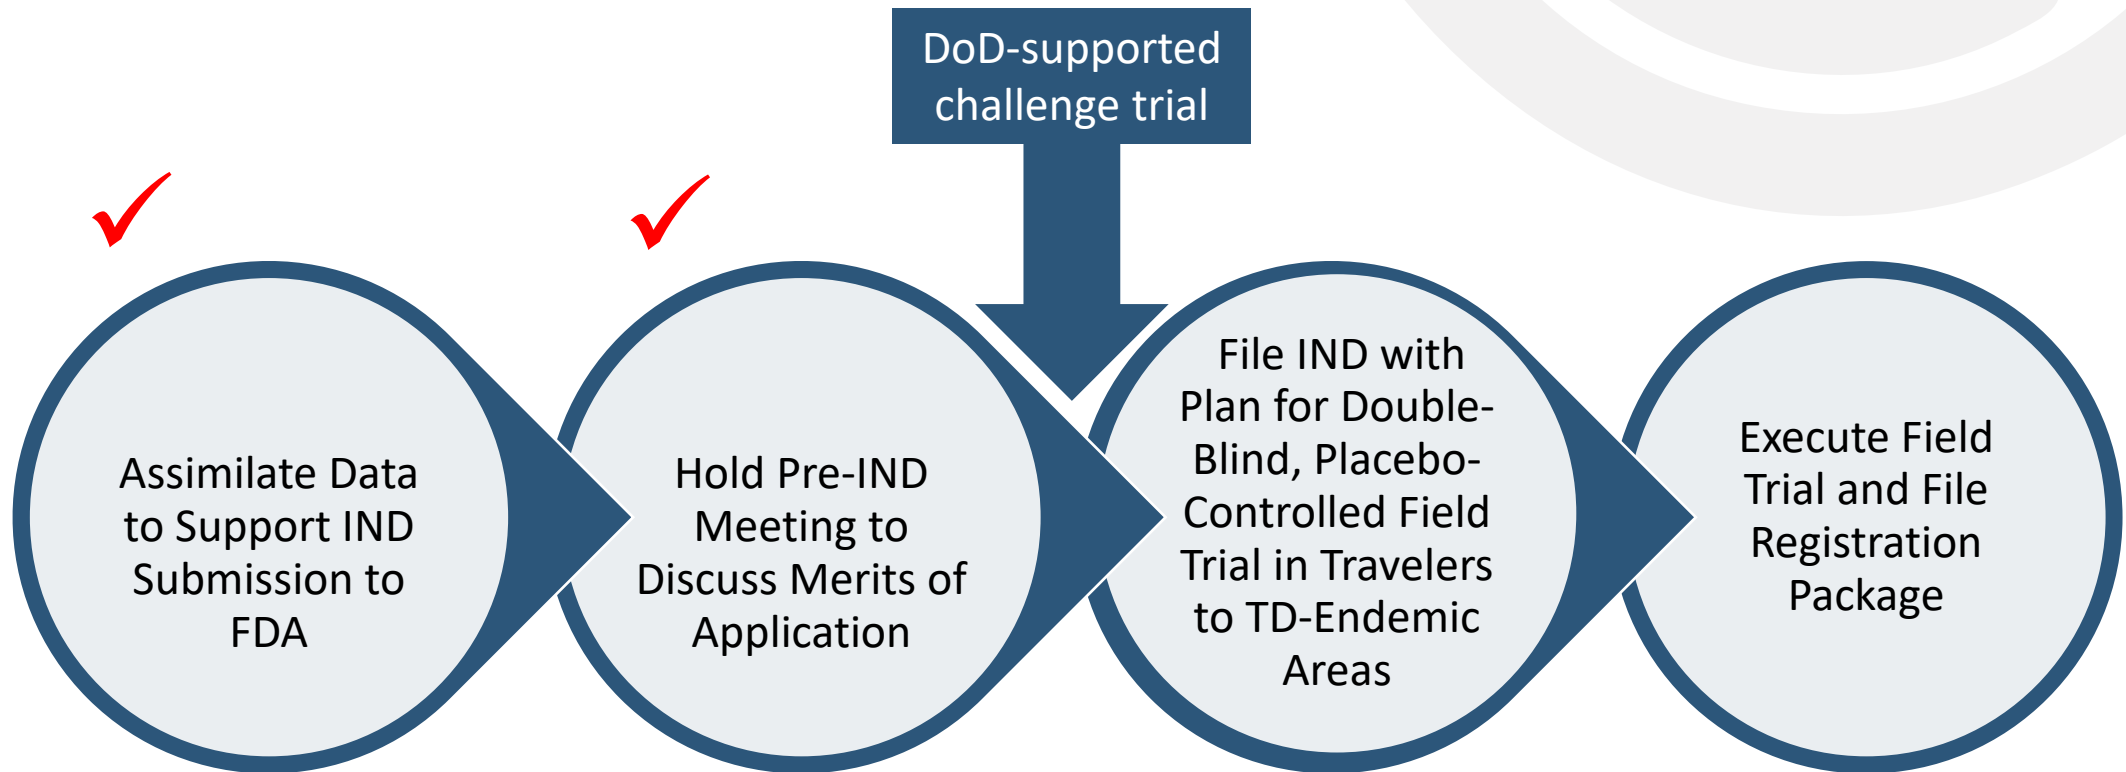 DoD-supported
challenge trial
Assimilate Data
to Support IND
Submission to
FDA
Hold Pre-IND
Meeting to
Discuss Merits of
Application
File IND with
Plan for Double-
Blind, Placebo-
Controlled Field
Trial in Travelers
to TD-Endemic
Areas
Execute Field
Trial and File
Registration
Package